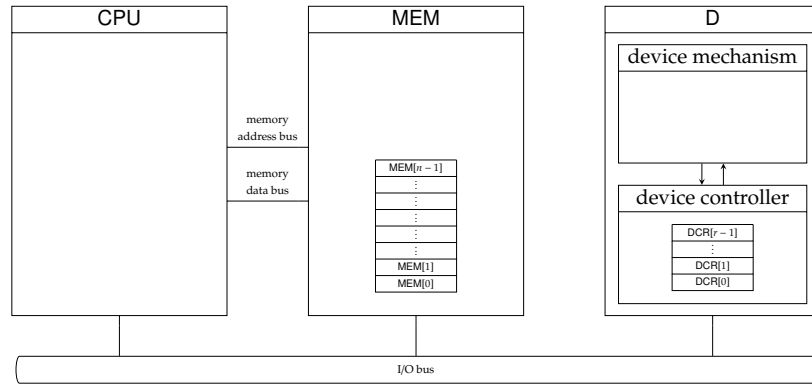 CPU
MEM
D
device mechanism
memory
address bus
memory
data bus
MEM[n − 1]
⋮
⋮
⋮
⋮
⋮
MEM[1]
MEM[0]
device controller
DCR[r − 1]
⋮
DCR[1]
DCR[0]
I/O bus